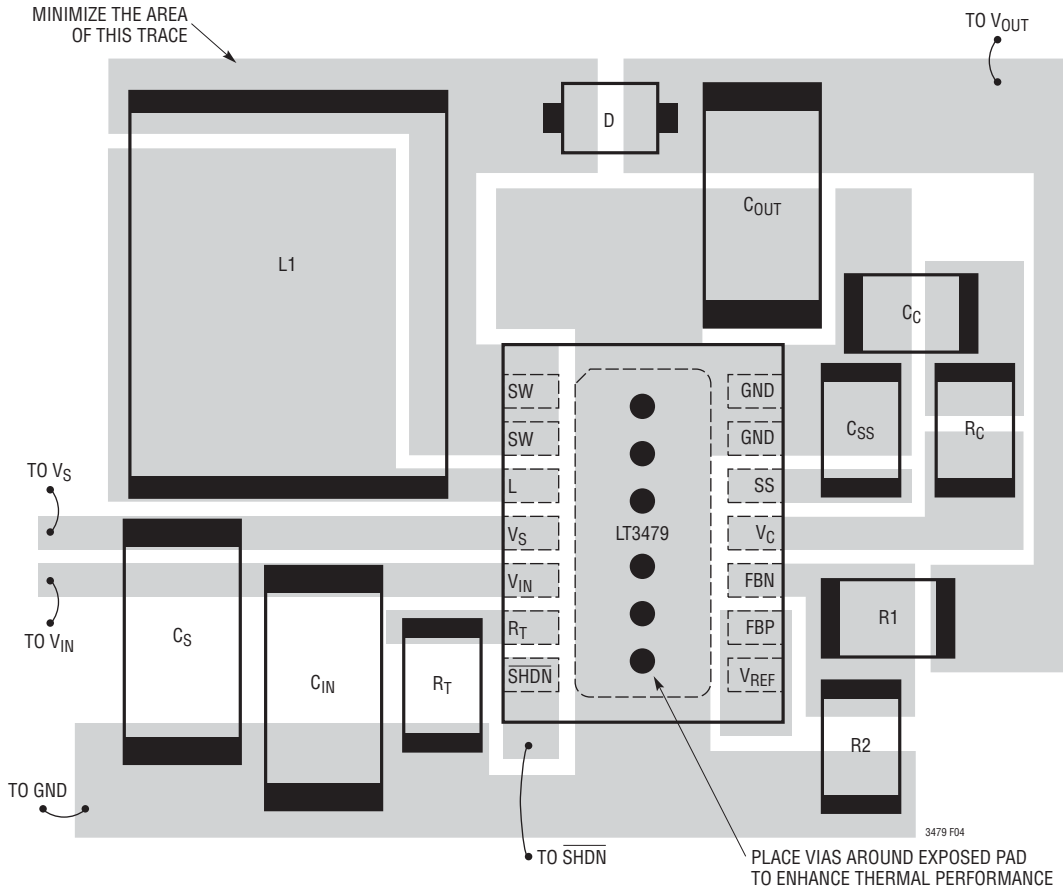 MINIMIZE THE AREA
OF THIS TRACE
TO VOUT
D
COUT
L1
CC
SW
GND
SW
GND
CSS
RC
TO VS
L
SS
VS
LT3479
VC
VIN
FBN
TO VIN
CS
RT
FBP
R1
CIN
RT
SHDN
VREF
R2
TO GND
3479 F04
TO SHDN
PLACE VIAS AROUND EXPOSED PAD
TO ENHANCE THERMAL PERFORMANCE